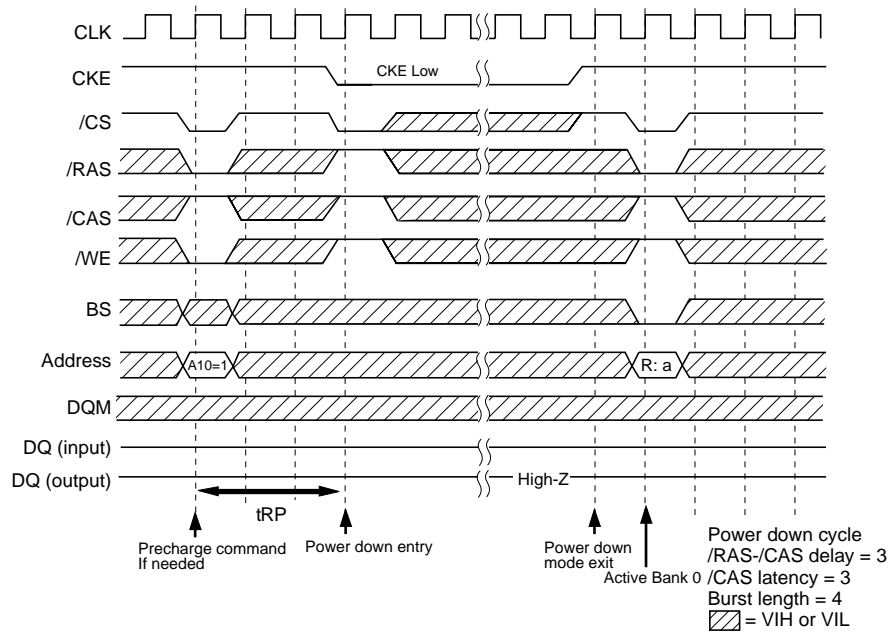 CLK
CKE
CKE Low
/CS
/RAS
/CAS
/WE
BS
Address
A10=1
R: a
DQM
DQ (input)
DQ (output)
High-Z
tRP
Precharge command
If needed
Power down entry
Power down
mode exit
Active Bank 0
Power down cycle
/RAS-/CAS delay = 3
/CAS latency = 3
Burst length = 4
= VIH or VIL